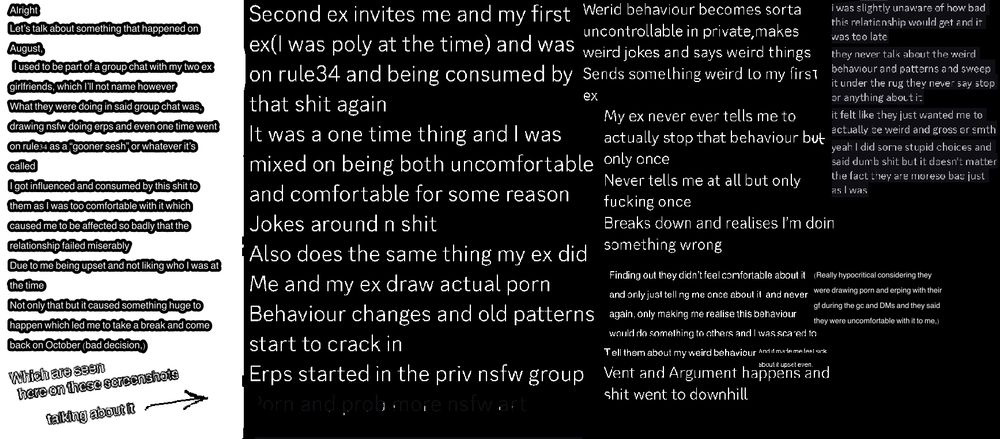 Alright
Let's talk about something that happened on
August,
I used to be part of a group chat with my two ex
girlfriends, which I'll not name however
What they were doing in said group chat was,
drawing nsfw doing erps and even one time went
on rule34 as a "gooner sesh" or whatever it's
called
I got influenced and consumed by this shit to
them as I was too comfortable with it which
caused me to be affected so badly that the
relationship failed miserably
Due to me being upset and not liking who I was at
the time
Not only that but it caused something huge to
happen which led me to take a break and come
back on October (bad decision,)
Which are seen
here on these screenshots
talking about it
Second ex invites me and my first
ex(I was poly at the time) and was
on rule34 and being consumed by
that shit again
It was a one time thing and I was
mixed on being both uncomfortable
and comfortable for some reason
Jokes around n shit
Also does the same thing my ex did
Me and my ex draw actual porn
Behaviour changes and old patterns
start to crack in
Erps started in the priv nsfw group
Porn and prob more nsfw art
Werid behaviour becomes sorta
uncontrollable in private,makes
weird jokes and says weird things
Sends something weird to my first
ex
My ex never ever tells me to
actually stop that behaviour but
only once
Never tells me at all but only
fucking once
Breaks down and realises I'm doin
something wrong
Finding out they didn't feel comfortable about it
and only just tellng me once about it and never
again, only making me realise this behaviour
would do something to others and I was scared to
Tell them about my weird behaviour And it made me feel sick
about it upset even.
Vent and Argument happens and
shit went to downhill
(Really hypocritical considering they
were drawing porn and erping with their
gf during the gc and DMs and they said
they were uncomfortable with it to me,)
I was slightly unaware of how bad
this relationship would get and it
was too late
they never talk about the weird
behaviour and patterns and sweep
it under the rug they never say stop
or anything about it
it felt like they just wanted me to
actually be weird and gross or smth
yeah I did some stupid choices and
said dumb shit but it doesn't matter
the fact they are moreso bad just
as I was